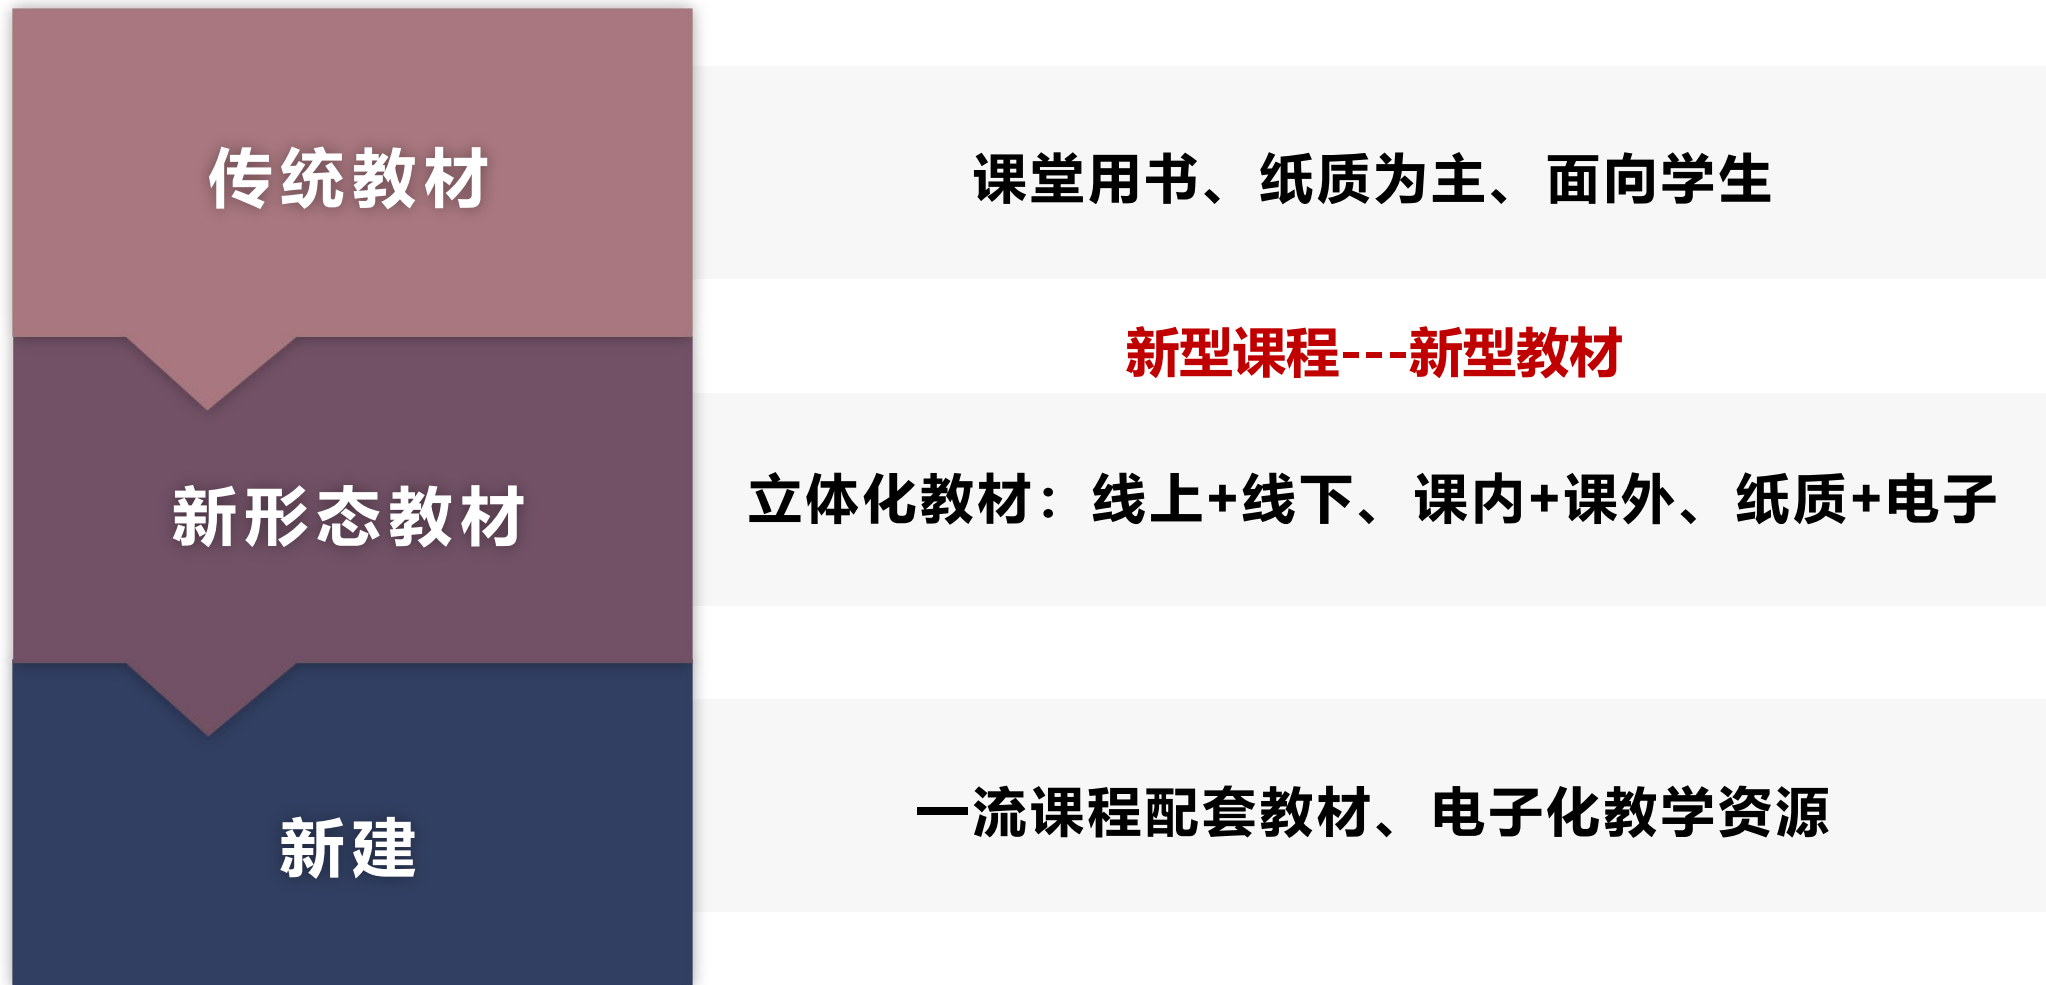 传统教材
课堂用书、纸质为主、面向学生
新型课程---新型教材
新形态教材
立体化教材：线上+线下、课内+课外、纸质+电子
新建
一流课程配套教材、电子化教学资源